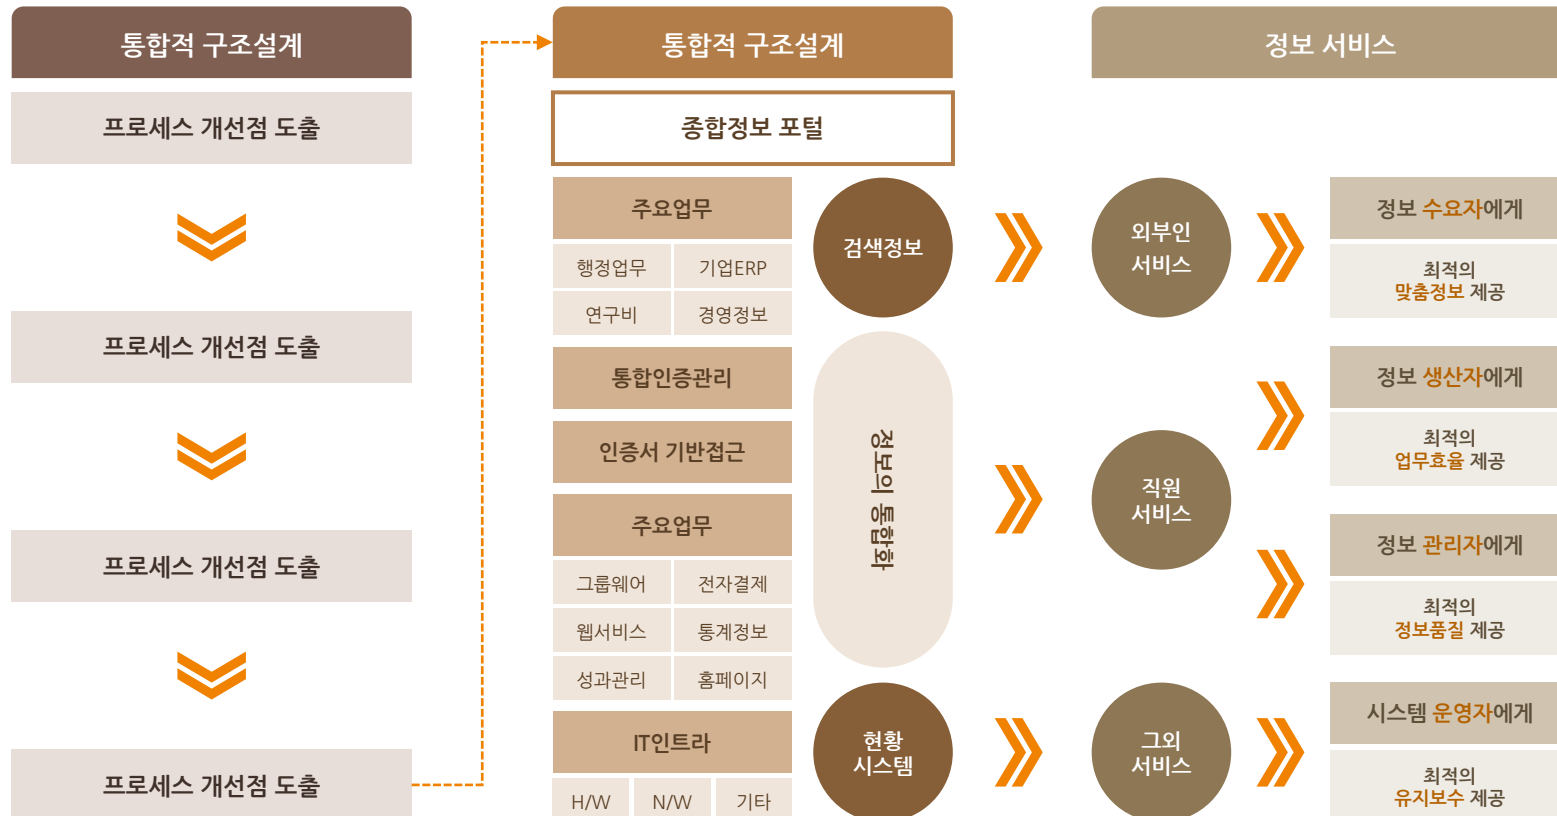 통합적 구조설계
프로세스 개선점 도출
프로세스 개선점 도출
프로세스 개선점 도출
프로세스 개선점 도출
통합적 구조설계
종합정보 포털
주요업무
행정업무
기업ERP
연구비
경영정보
통합인증관리
인증서 기반접근
주요업무
그룹웨어
전자결제
웹서비스
통계정보
성과관리
홈페이지
IT인트라
H/W
N/W
기타
검색정보
정보의 통합화
현황
시스템
정보 서비스
외부인
서비스
직원
서비스
그외
서비스
정보 수요자에게
최적의
맞춤정보 제공
정보 생산자에게
최적의
업무효율 제공
정보 관리자에게
최적의
정보품질 제공
시스템 운영자에게
최적의
유지보수 제공